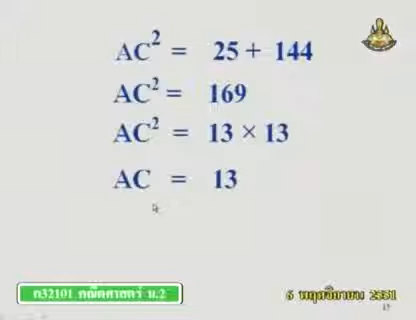 AC² = 25 + 144
AC² = 169
AC² = 13 × 13
AC = 13
ค32101 คณิตศาสตร์ ม.2
6 พฤศจิกายน 2551